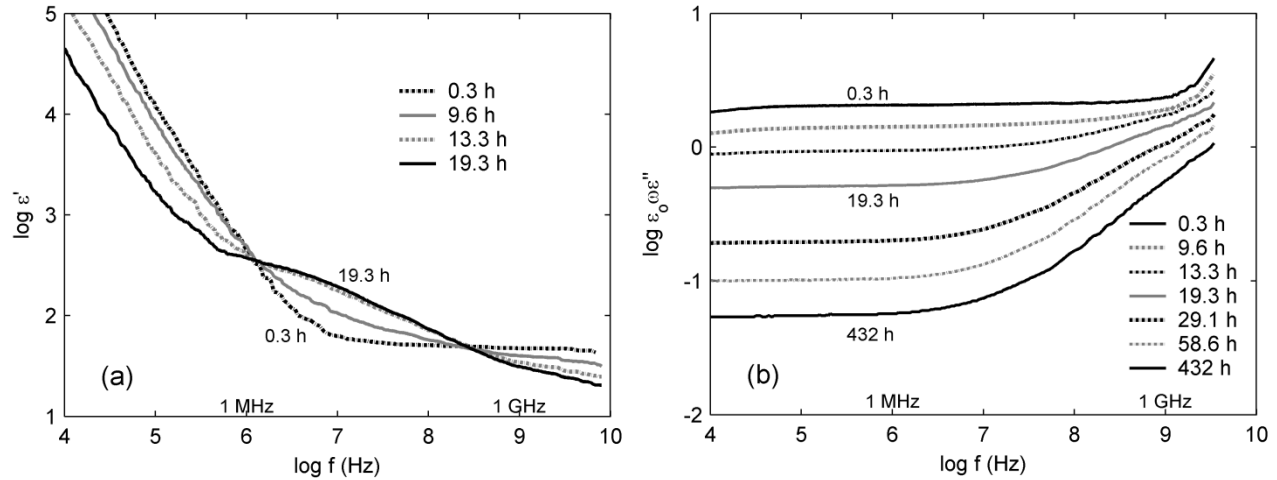 5
4
3
2
1
log ε'
0.3 h
9.6 h
13.3 h
19.3 h
19.3 h
0.3 h
(a)
1 MHz
1 GHz
4 5 6 7 8 9 10
log f (Hz)
1
0
-1
-2
log ε₀ωε"
0.3 h
19.3 h
432 h
0.3 h
9.6 h
13.3 h
19.3 h
29.1 h
58.6 h
432 h
(b)
1 MHz
1 GHz
4 5 6 7 8 9 10
log f (Hz)